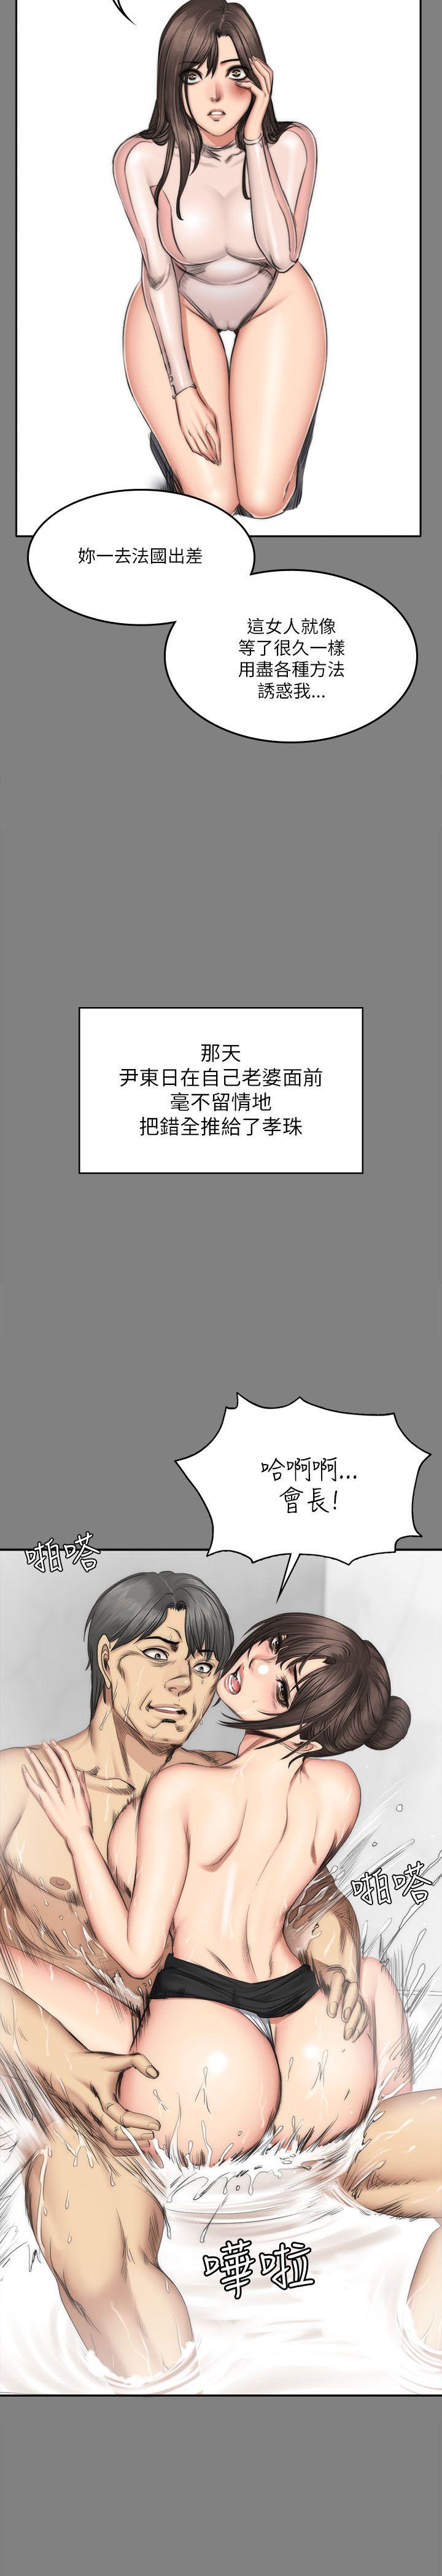 妳一去法國出差
這女人就像
等了很久一樣
用盡各種方法
誘惑我...
那天
尹東日在自己老婆面前
毫不留情地
把錯全推給了孝珠
哈啊啊...
會長!
啪嗒
啪嗒
嘩啦